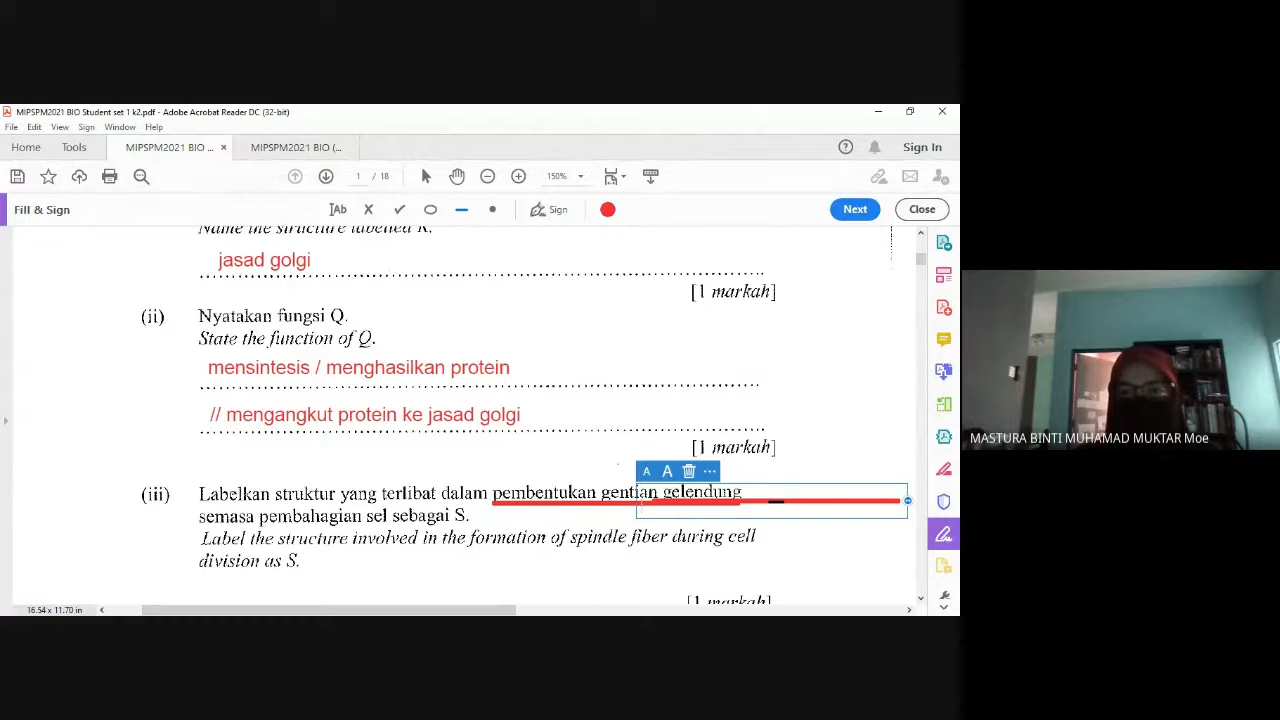 MIPSPM2021 BIO Student set 1 k2.pdf - Adobe Acrobat Reader DC (32-bit)
File Edit View Sign Window Help
Home Tools MIPSPM2021 BIO ... × MIPSPM2021 BIO (... Sign In
1 / 18 150%
Fill & Sign Ab Sign Next Close
Name the structure labelled R.
jasad golgi
[1 markah]
(ii) Nyatakan fungsi Q.
State the function of Q.
mensintesis / menghasilkan protein
// mengangkut protein ke jasad golgi
[1 markah]
A A ...
(iii) Labelkan struktur yang terlibat dalam pembentukan gentian gelendung
semasa pembahagian sel sebagai S.
Label the structure involved in the formation of spindle fiber during cell
division as S.
[1 markah]
16.54 x 11.70 in
MASTURA BINTI MUHAMAD MUKTAR Moe